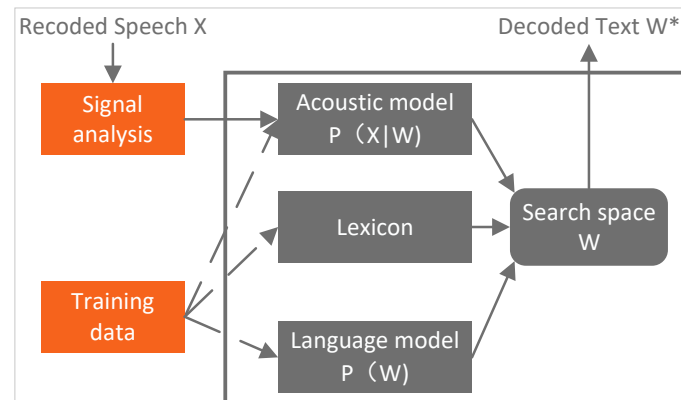 Recoded Speech X
Decoded Text W*
Signal
analysis
Acoustic model
P（X|W）
Lexicon
Search space
W
Training
data
Language model
P（W）